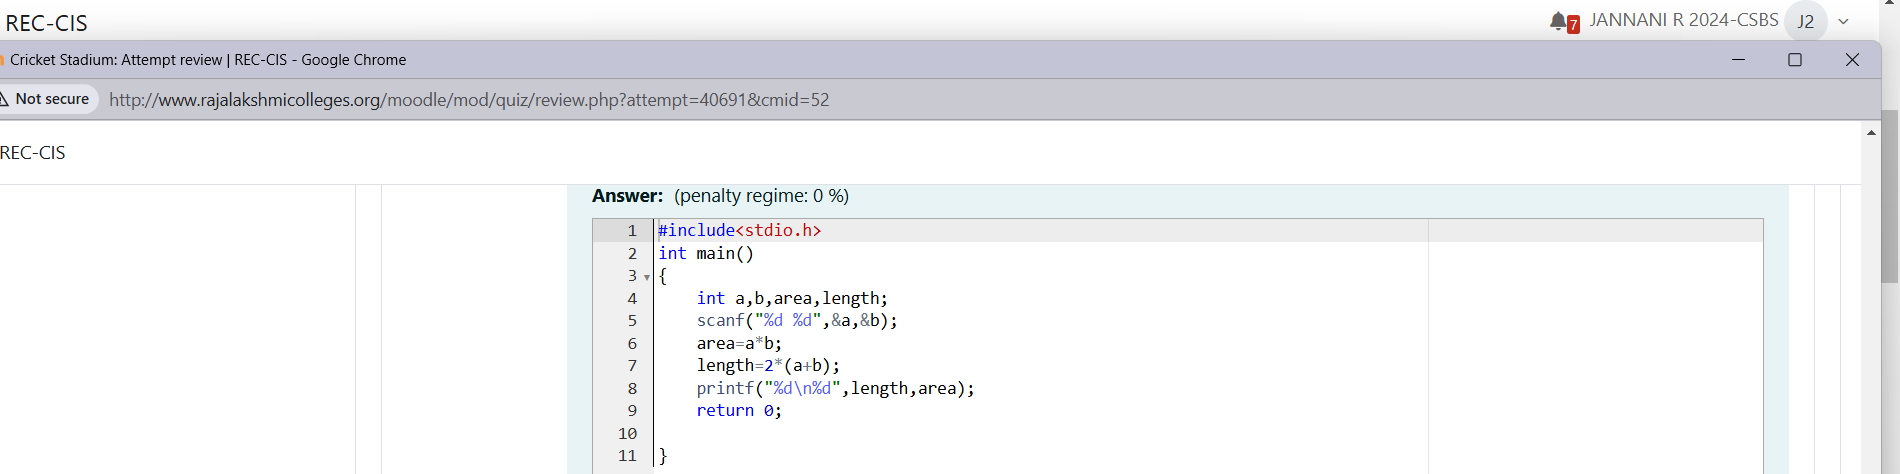 REC-CIS
7 JANNANI R 2024-CSBS J2
Cricket Stadium: Attempt review | REC-CIS - Google Chrome
Not secure http://www.rajalakshmicolleges.org/moodle/mod/quiz/review.php?attempt=40691&cmid=52
REC-CIS
Answer: (penalty regime: 0 %)
1 #include<stdio.h>
2 int main()
3 {
4 int a,b,area,length;
5 scanf("%d %d",&a,&b);
6 area=a*b;
7 length=2*(a+b);
8 printf("%d\n%d",length,area);
9 return 0;
10
11 }